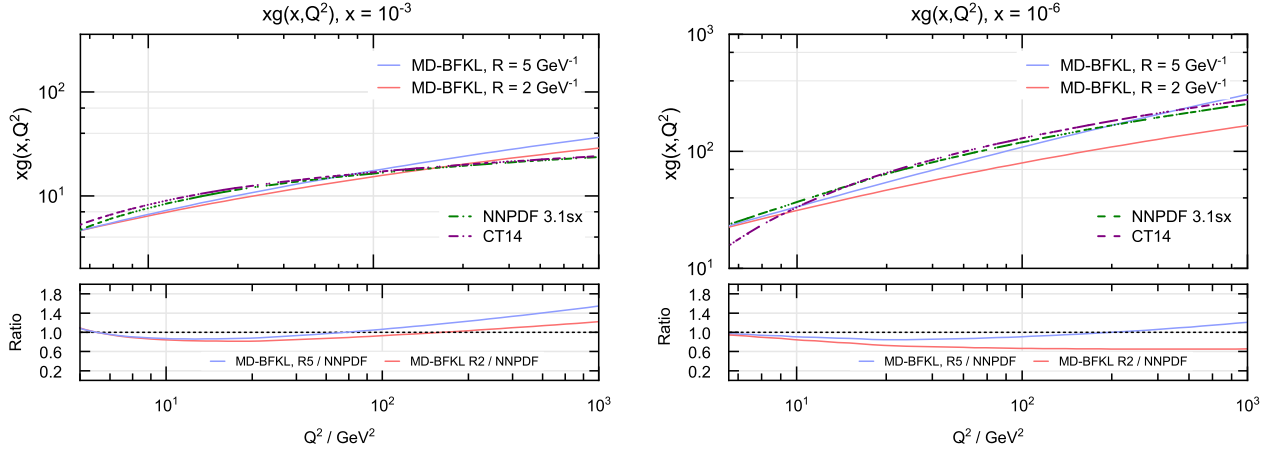 xg(x,Q²), x = 10⁻³
xg(x,Q²)
10²
10¹
MD-BFKL, R = 5 GeV⁻¹
MD-BFKL, R = 2 GeV⁻¹
NNPDF 3.1sx
CT14
Ratio
1.8
1.4
1.0
0.6
0.2
MD-BFKL, R5 / NNPDF
MD-BFKL R2 / NNPDF
10¹
10²
10³
Q² / GeV²
xg(x,Q²), x = 10⁻⁶
xg(x,Q²)
10³
10²
10¹
MD-BFKL, R = 5 GeV⁻¹
MD-BFKL, R = 2 GeV⁻¹
NNPDF 3.1sx
CT14
Ratio
1.8
1.4
1.0
0.6
0.2
MD-BFKL, R5 / NNPDF
MD-BFKL R2 / NNPDF
10¹
10²
10³
Q² / GeV²